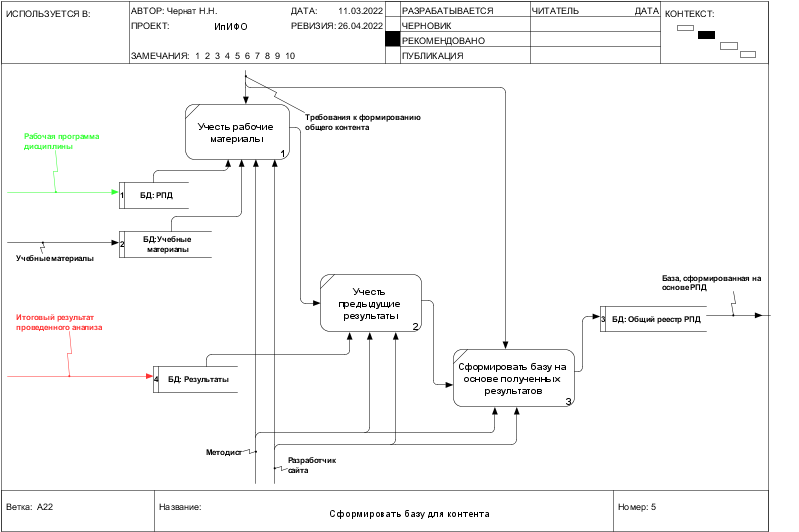 ИСПОЛЬЗУЕТСЯ В:
АВТОР: Чернат Н.Н.
ДАТА: 11.03.2022
ПРОЕКТ: ИпИФО
РЕВИЗИЯ: 26.04.2022
ЗАМЕЧАНИЯ: 1 2 3 4 5 6 7 8 9 10
РАЗРАБАТЫВАЕТСЯ
ЧЕРНОВИК
РЕКОМЕНДОВАНО
ПУБЛИКАЦИЯ
ЧИТАТЕЛЬ
ДАТА
КОНТЕКСТ:
Требования к формированию
общего контента
Учесть рабочие
материалы
1
Рабочая программа
дисциплины
1 БД: РПД
2 БД: Учебные
материалы
Учебные материалы
Учесть
предыдущие
результаты
2
База, сформированная на
основе РПД
3 БД: Общий реестр РПД
Итоговый результат
проведенного анализа
4 БД: Результаты
Сформировать базу на
основе полученных
результатов
3
Методист
Разработчик
сайта
Ветка: A22
Название:
Сформировать базу для контента
Номер: 5